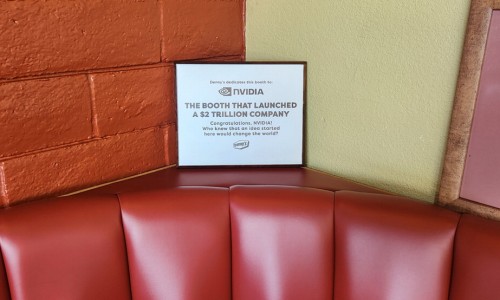 Denny's dedicates this booth to:
NVIDIA
THE BOOTH THAT LAUNCHED
A $2 TRILLION COMPANY
Congratulations, NVIDIA!
Who knew that an idea started
here would change the world?
Denny's